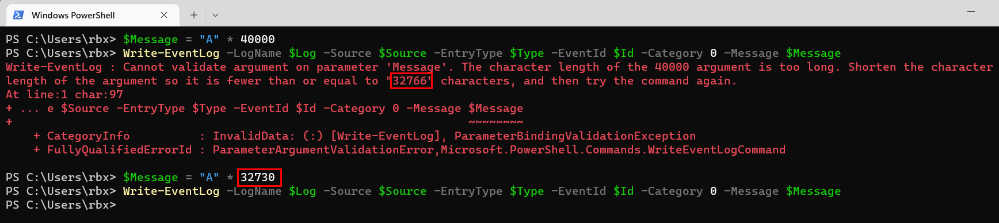 Windows PowerShell
PS C:\Users\rbx> $Message = "A" * 40000
PS C:\Users\rbx> Write-EventLog -LogName $Log -Source $Source -EntryType $Type -EventId $Id -Category 0 -Message $Message
Write-EventLog : Cannot validate argument on parameter 'Message'. The character length of the 40000 argument is too long. Shorten the character
length of the argument so it is fewer than or equal to "32766" characters, and then try the command again.
At line:1 char:97
+ ... e $Source -EntryType $Type -EventId $Id -Category 0 -Message $Message
+                                                                  ~~~~~~~~
    + CategoryInfo          : InvalidData: (:) [Write-EventLog], ParameterBindingValidationException
    + FullyQualifiedErrorId : ParameterArgumentValidationError,Microsoft.PowerShell.Commands.WriteEventLogCommand
PS C:\Users\rbx> $Message = "A" * 32730
PS C:\Users\rbx> Write-EventLog -LogName $Log -Source $Source -EntryType $Type -EventId $Id -Category 0 -Message $Message
PS C:\Users\rbx>